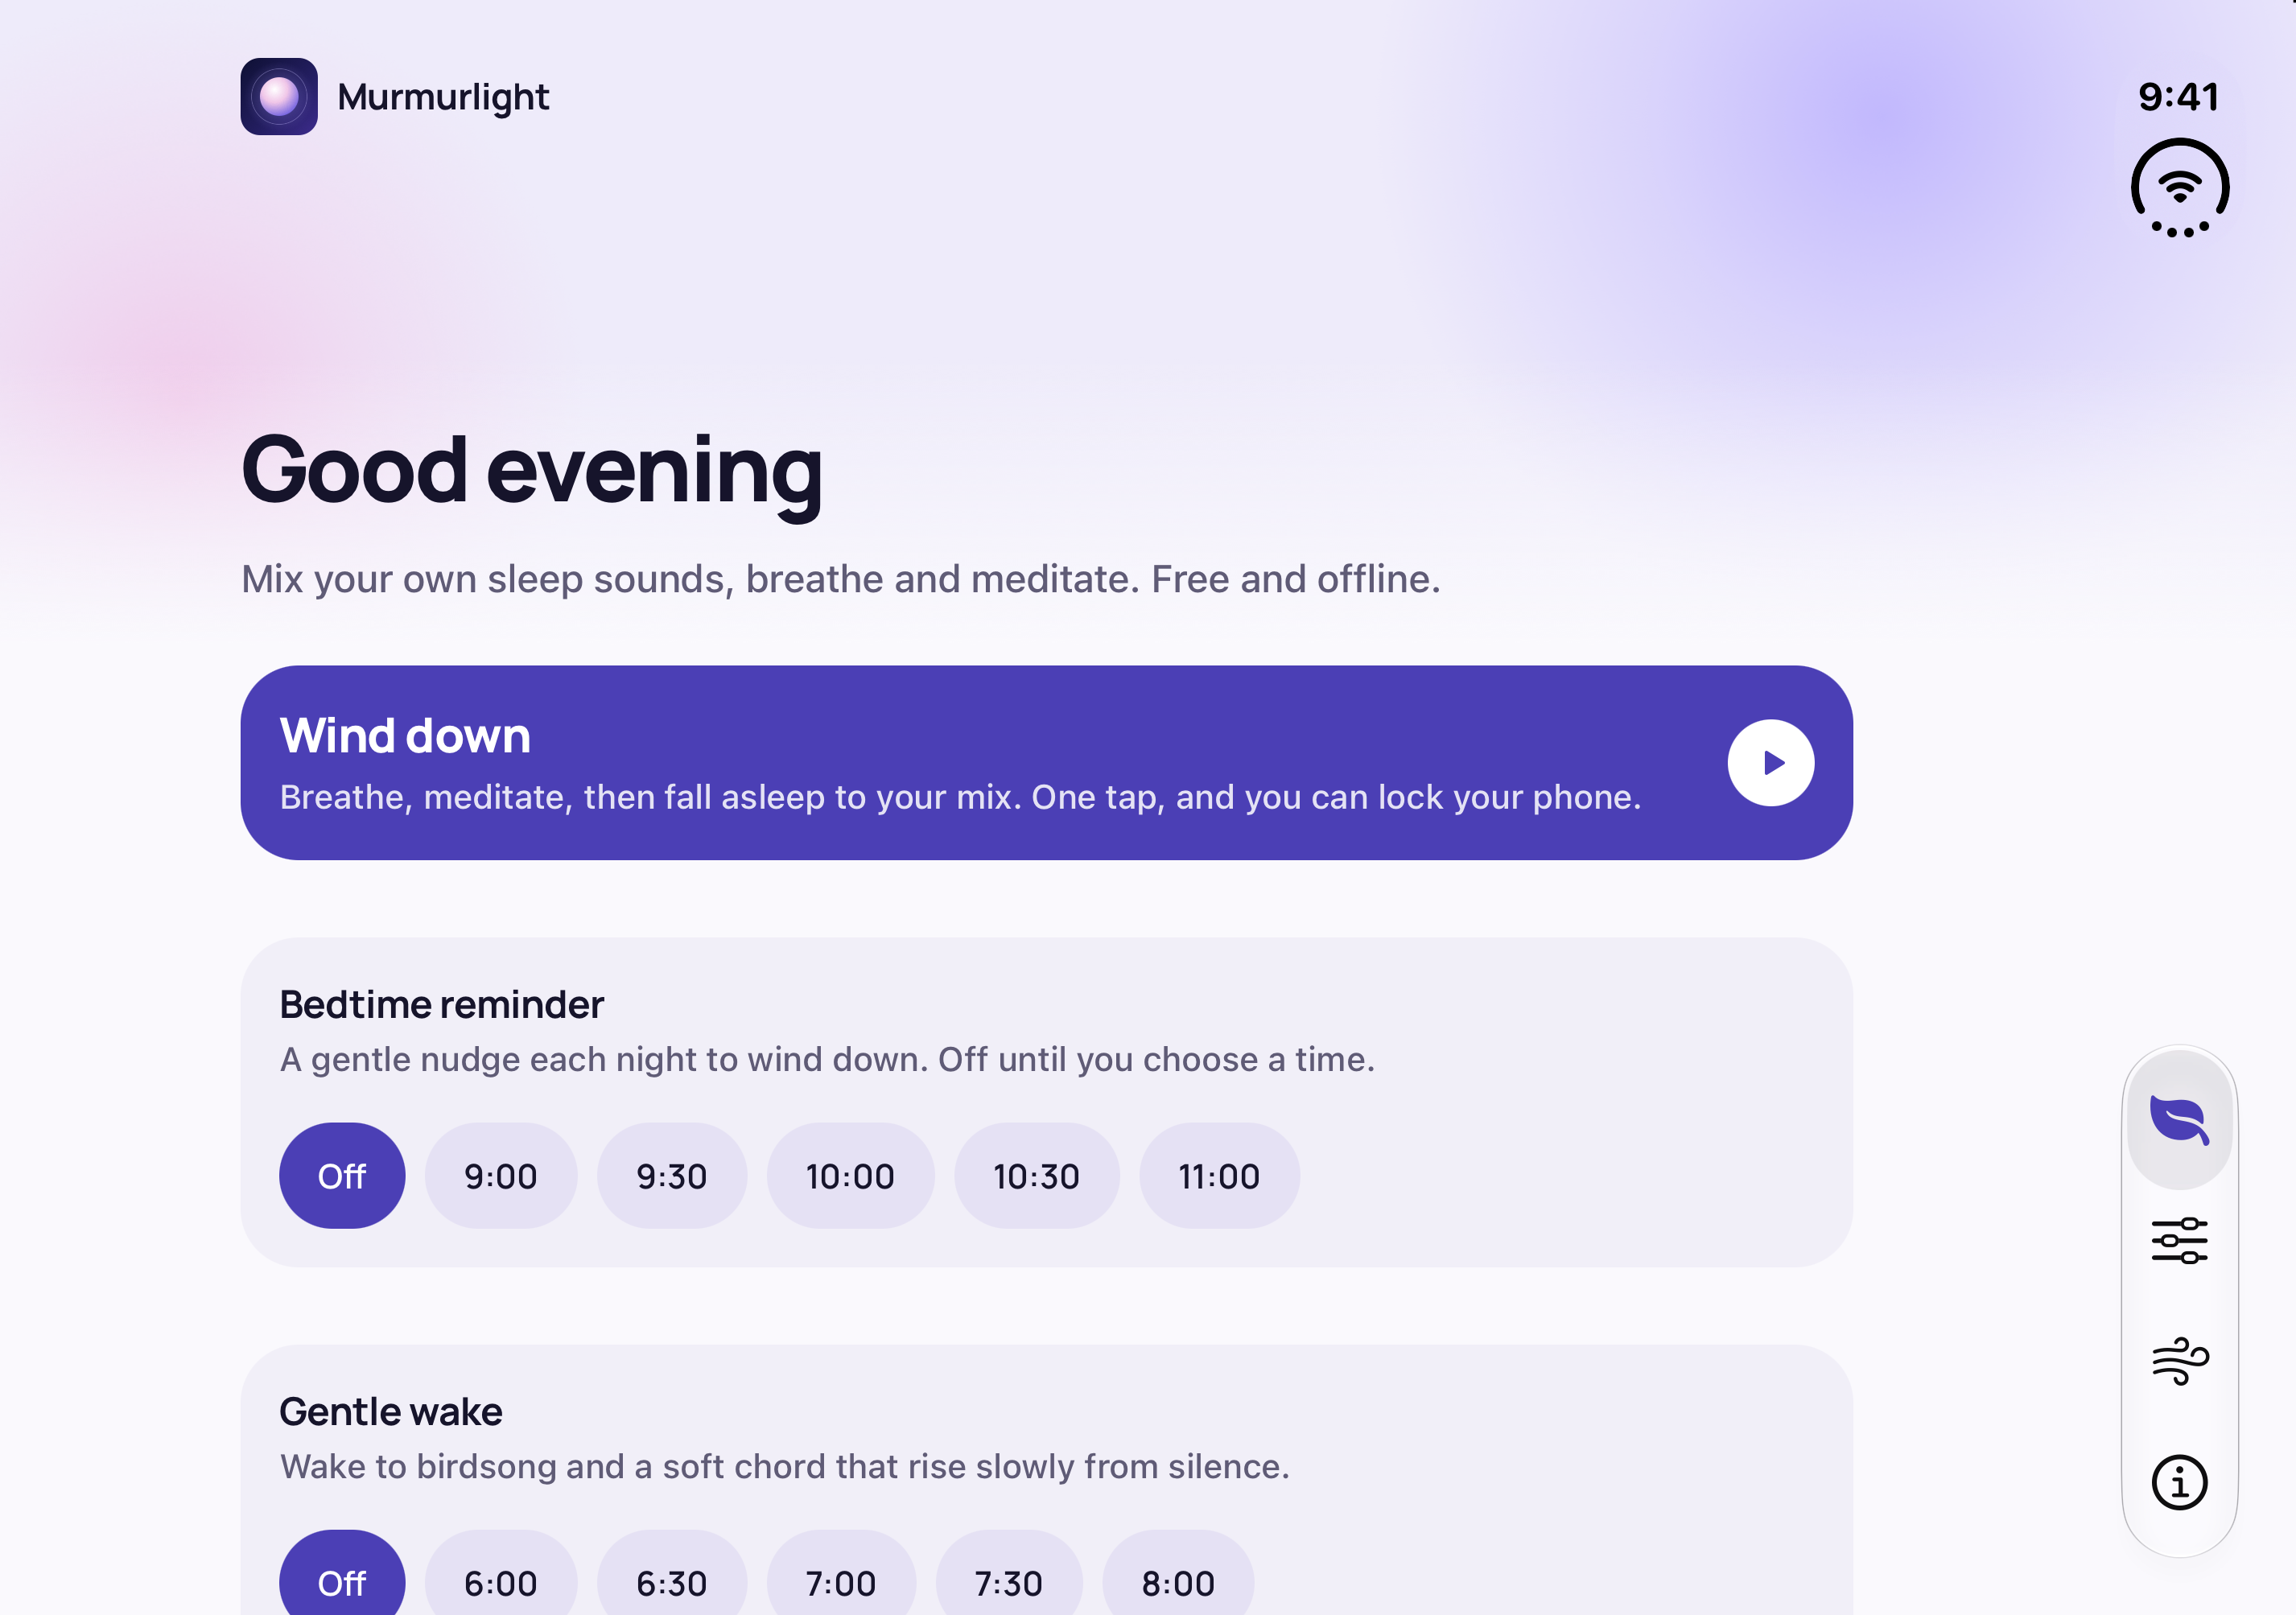 Murmurlight
9:41
Good evening
Mix your own sleep sounds, breathe and meditate. Free and offline.
Wind down
Breathe, meditate, then fall asleep to your mix. One tap, and you can lock your phone.
Bedtime reminder
A gentle nudge each night to wind down. Off until you choose a time.
Off 9:00 9:30 10:00 10:30 11:00
Gentle wake
Wake to birdsong and a soft chord that rise slowly from silence.
Off 6:00 6:30 7:00 7:30 8:00